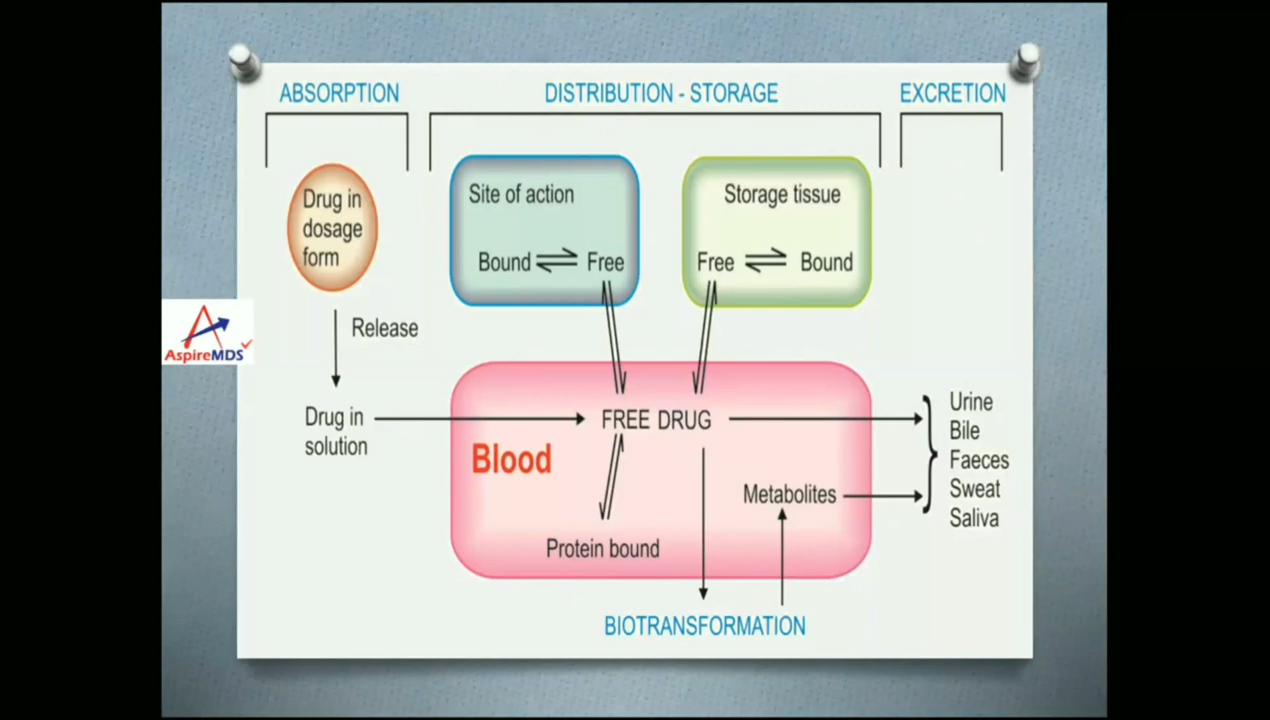 ABSORPTION
DISTRIBUTION - STORAGE
EXCRETION
Drug in
dosage
form
Site of action
Bound
Free
Storage tissue
Free
Bound
Release
AspireMDS
Drug in
solution
FREE DRUG
Blood
Metabolites
Protein bound
Urine
Bile
Faeces
Sweat
Saliva
BIOTRANSFORMATION